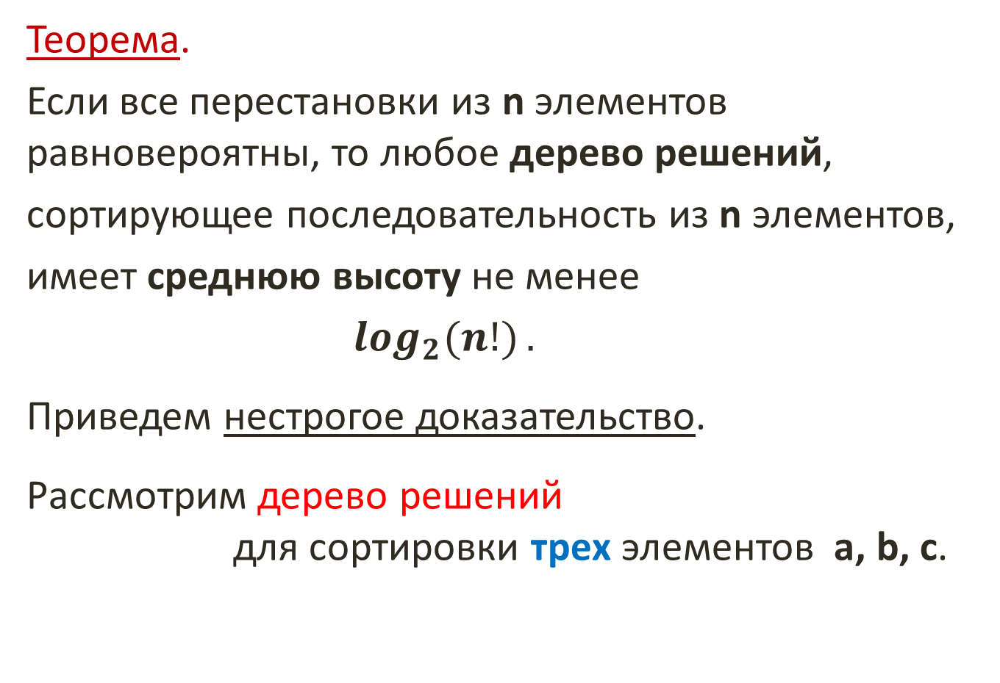 Теорема.
Если все перестановки из n элементов
равновероятны, то любое дерево решений,
сортирующее последовательность из n элементов,
имеет среднюю высоту не менее
log₂(n!) .
Приведем нестрогое доказательство.
Рассмотрим дерево решений
для сортировки трех элементов a, b, c.